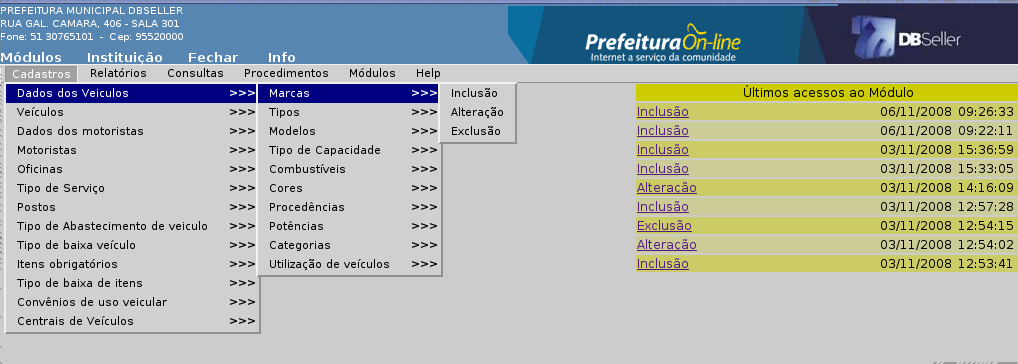 PREFEITURA MUNICIPAL DBSELLER
RUA GAL. CAMARA, 406 - SALA 301
Fone: 51 30765101 - Cep: 95520000
Módulos Instituição Fechar Info
PrefeituraOn-line
Internet a serviço da comunidade
DBSeller
Cadastros Relatórios Consultas Procedimentos Módulos Help
Dados dos Veiculos >>>
Veículos >>>
Dados dos motoristas >>>
Motoristas >>>
Oficinas >>>
Tipo de Serviço >>>
Postos >>>
Tipo de Abastecimento de veiculo >>>
Tipo de baixa veículo >>>
Itens obrigatórios >>>
Tipo de baixa de itens >>>
Convênios de uso veicular >>>
Centrais de Veículos >>>
Marcas >>>
Tipos >>>
Modelos >>>
Tipo de Capacidade >>>
Combustíveis >>>
Cores >>>
Procedências >>>
Potências >>>
Categorias >>>
Utilização de veículos >>>
Inclusão
Alteração
Exclusão
Últimos acessos ao Módulo
Inclusão 06/11/2008 09:26:33
Inclusão 06/11/2008 09:22:11
Inclusão 03/11/2008 15:36:59
Inclusão 03/11/2008 15:33:05
Alteração 03/11/2008 14:16:09
Inclusão 03/11/2008 12:57:28
Exclusão 03/11/2008 12:54:15
Alteração 03/11/2008 12:54:02
Inclusão 03/11/2008 12:53:41